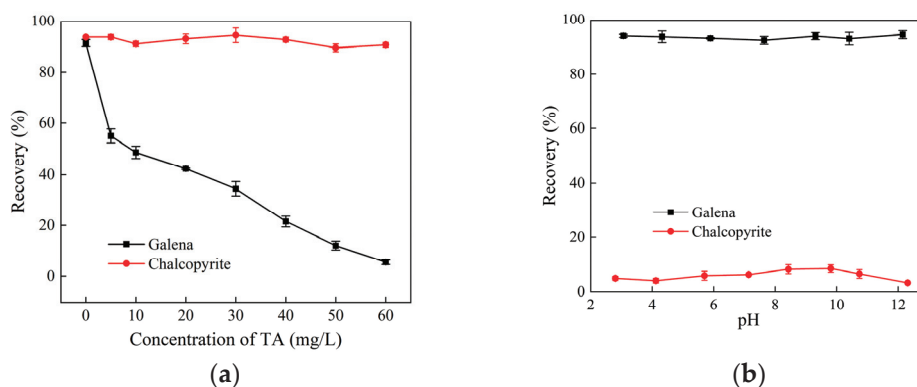 100
80
60
40
20
0
Recovery (%)
Galena
Chalcopyrite
0 10 20 30 40 50 60
Concentration of TA (mg/L)
(a)
100
80
60
40
20
0
Recovery (%)
Galena
Chalcopyrite
2 4 6 8 10 12
pH
(b)